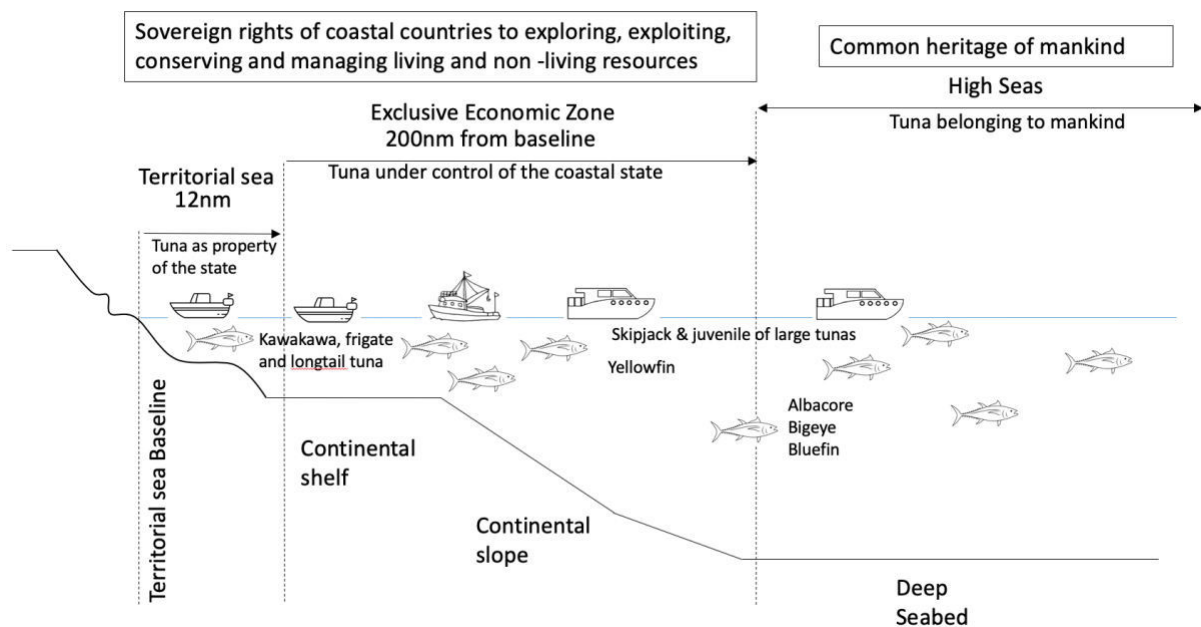 Sovereign rights of coastal countries to exploring, exploiting,
conserving and managing living and non -living resources
Common heritage of mankind
High Seas
Tuna belonging to mankind
Exclusive Economic Zone
200nm from baseline
Tuna under control of the coastal state
Territorial sea
12nm
Tuna as property
of the state
Kawakawa, frigate
and longtail tuna
Skipjack & juvenile of large tunas
Yellowfin
Albacore
Bigeye
Bluefin
Territorial sea Baseline
Continental
shelf
Continental
slope
Deep
Seabed